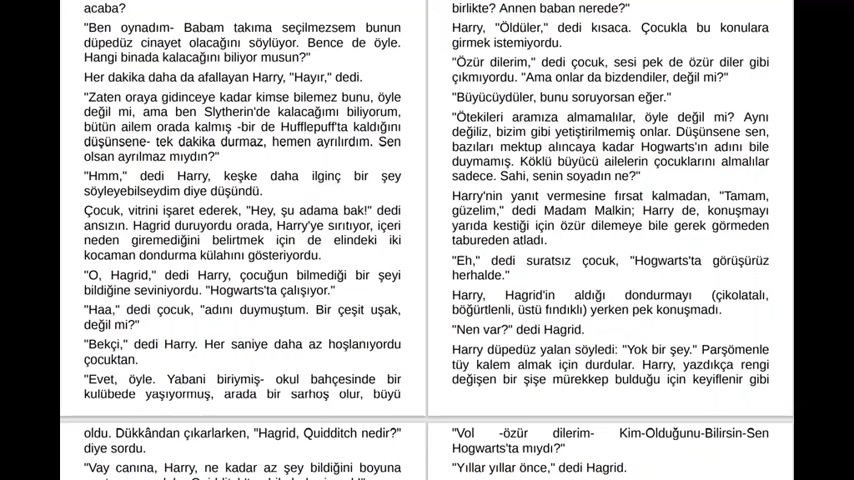 acaba?
"Ben oynadım- Babam takıma seçilmezsem bunun
düpedüz cinayet olacağını söylüyor. Bence de öyle.
Hangi binada kalacağını biliyor musun?"
Her dakika daha da afallayan Harry, "Hayır," dedi.
"Zaten oraya gidinceye kadar kimse bilemez bunu, öyle
değil mi, ama ben Slytherin'de kalacağımı biliyorum,
bütün ailem orada kalmış -bir de Hufflepuff'ta kaldığını
düşünsene- tek dakika durmaz, hemen ayrılırdım. Sen
olsan ayrılmaz mıydın?"
"Hmm," dedi Harry, keşke daha ilginç bir şey
söyleyebilseydim diye düşündü.
Çocuk, vitrini işaret ederek, "Hey, şu adama bak!" dedi
ansızın. Hagrid duruyordu orada, Harry'ye sırıtıyor, içeri
neden giremediğini belirtmek için de elindeki iki
kocaman dondurma külahını gösteriyordu.
"O, Hagrid," dedi Harry, çocuğun bilmediği bir şeyi
bildiğine seviniyordu. "Hogwarts'ta çalışıyor."
"Haa," dedi çocuk, "adını duymuştum. Bir çeşit uşak,
değil mi?"
"Bekçi," dedi Harry. Her saniye daha az hoşlanıyordu
çocuktan.
"Evet, öyle. Yabani biriymiş- okul bahçesinde bir
kulübede yaşıyormuş, arada bir sarhoş olur, büyü
birlikte? Annen baban nerede?"
Harry, "Öldüler," dedi kısaca. Çocukla bu konulara
girmek istemiyordu.
"Özür dilerim," dedi çocuk, sesi pek de özür diler gibi
çıkmıyordu. "Ama onlar da bizdendiler, değil mi?"
"Büyücüydüler, bunu soruyorsan eğer."
"Ötekileri aramıza almamalılar, öyle değil mi? Aynı
değiliz, bizim gibi yetiştirilmemiş onlar. Düşünsene sen,
bazıları mektup alıncaya kadar Hogwarts'ın adını bile
duymamış. Köklü büyücü ailelerin çocuklarını almalılar
sadece. Sahi, senin soyadın ne?"
Harry'nin yanıt vermesine fırsat kalmadan, "Tamam,
güzelim," dedi Madam Malkin; Harry de, konuşmayı
yarıda kestiği için özür dilemeye bile gerek görmeden
tabureden atladı.
"Eh," dedi suratsız çocuk, "Hogwarts'ta görüşürüz
herhalde."
Harry, Hagrid'in aldığı dondurmayı (çikolatalı,
böğürtlenli, üstü fındıklı) yerken pek konuşmadı.
"Nen var?" dedi Hagrid.
Harry düpedüz yalan söyledi: "Yok bir şey." Parşömenle
tüy kalem almak için durdular. Harry, yazdıkça rengi
değişen bir şişe mürekkep bulduğu için keyiflenir gibi
oldu. Dükkândan çıkarlarken, "Hagrid, Quidditch nedir?"
diye sordu.
"Vay canına, Harry, ne kadar az şey bildiğini boyuna
"Vol -özür dilerim- Kim-Olduğunu-Bilirsin-Sen
Hogwarts'ta mıydı?"
"Yıllar yıllar önce," dedi Hagrid.